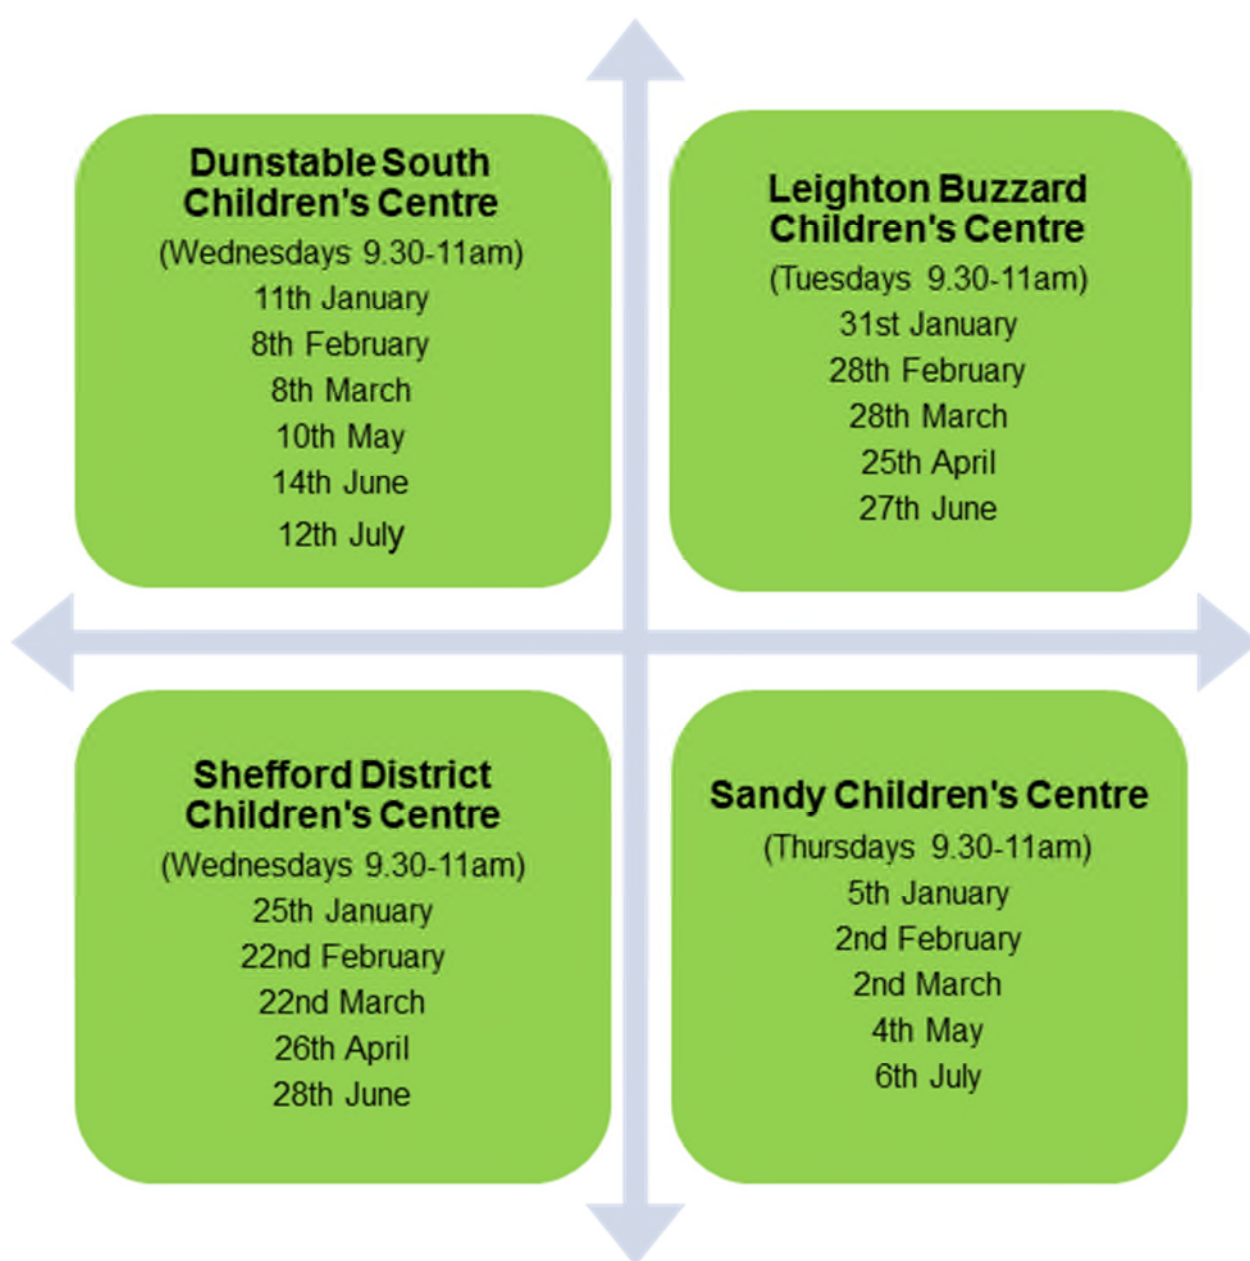 Dunstable South
Children's Centre
(Wednesdays 9.30-11am)
11th January
8th February
8th March
10th May
14th June
12th July
Leighton Buzzard
Children's Centre
(Tuesdays 9.30-11am)
31st January
28th February
28th March
25th April
27th June
Shefford District
Children's Centre
(Wednesdays 9.30-11am)
25th January
22nd February
22nd March
26th April
28th June
Sandy Children's Centre
(Thursdays 9.30-11am)
5th January
2nd February
2nd March
4th May
6th July